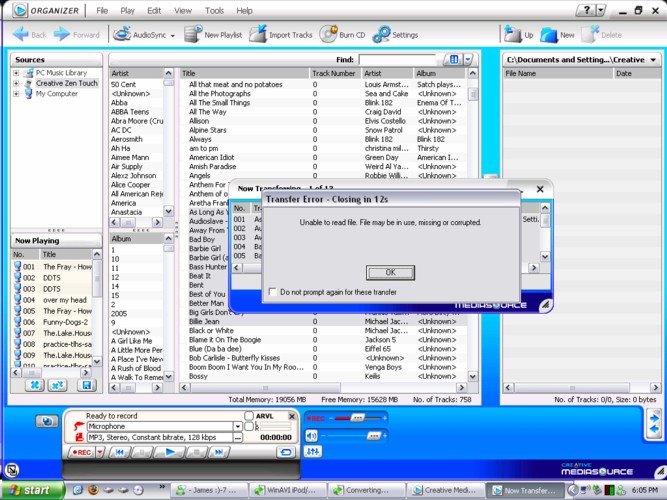 ORGANIZER File Play Edit View Tools Help
Back Forward AudioSync New Playlist Import Tracks Burn CD Settings Up New Delete
Sources
PC Music Library
Creative Zen Touch
My Computer
Find:
C:\Documents and Setting...\Creative
File Name Date
Artist
50 Cent
<Unknown>
Abba
ABBA Teens
Abra Moore (Cru
AC DC
Aerosmith
Ah Ha
Aimee Mann
Air Supply
Alexz Johnson
Alice Cooper
All American Reje
America
Anastacia
Title Track Number Artist Album
All that meat and no potatoes 0 Louis Armst... Satch plays...
All the Photographs 0 Sea and Cake <Unknown>
All The Small Things 0 Blink 182 Enema Of T...
All The Way 0 Craig David <Unknown>
Allison 0 Elvis Costello <Unknown>
Alpine Stars 0 Snow Patrol <Unknown>
Always 0 Blink 182 <Unknown>
am to pm 0 christina mil... Thirsty
American Idiot 0 Green Day American I...
Amish Paradise 0 Weird Al Ya... <Unknown>
Angels 0 Robbie Willi...
Anthem For
Anthem of
Aretha Frank
As Long As
Audioslave -
Away From
Bad Boy
Barbie Girl
Barbie Girl (a
Bass Hunter
Beat It
Bent
Best of You
Better Man
Big Girls Don't
Billie Jean 0 Michael Jac... <Unknown>
Black or White 0 Michael Jac... <Unknown>
Blame it On The Boogie 0 Jackson 5 <Unknown>
Blue (Da ba dee) 0 Eiffel 65 <Unknown>
Bob Carlisle - Butterfly Kisses 0 <Unknown> <Unknown>
Boom Boom I Want You In My Roo... 0 Venga Boys <Unknown>
Bossy 0 Kelis <Unknown>
Now Transferring... 1 of 13
No.
001
002
003
004
005
Setti...
Transfer Error - Closing in 12s
Unable to read file. File may be in use, missing or corrupted.
OK
Do not prompt again for these transfer
MEDIASOURCE
Now Playing
No. Title
001 The Fray - How
002 DDTS
003 DDTS
004 over my head
005 The Fray - How
006 Funny-Dogs-2
007 The.Lake.Hous
008 practice-ths-sa
009 The.Lake.Hous
010 practice-ths-sa
Album
1
10
11
12
14
15
2
2005
9
<Unknown>
A Girl Like Me
A Little More Per
A Place I've Neve
A Rush of Blood
A Walk To Remem
Total Memory: 19056 MB Free Memory: 15628 MB No. of Tracks: 758
No. of Tracks: 0/0, Size: 0 bytes
Ready to record ARVL
Microphone
MP3, Stereo, Constant bitrate, 128 kbps ... 00:00:00
REC
REC
CREATIVE
MEDIASOURCE
start - James :)-7 ... WinAVI iPod/... Converting... Creative Medi... Now Transfer... 6:05 PM